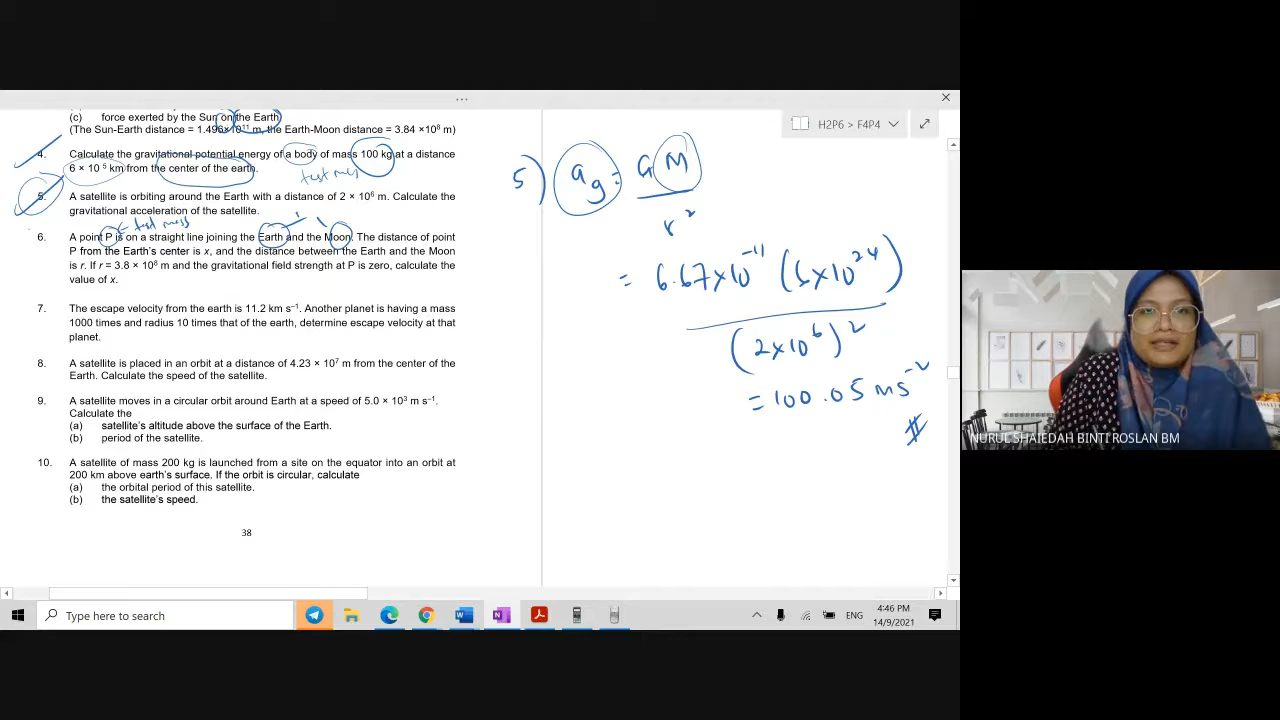 H2P6 > F4P4
(c) force exerted by the Sun on the Earth
(The Sun-Earth distance = 1.496×10¹¹ m, the Earth-Moon distance = 3.84 ×10⁸ m)
4. Calculate the gravitational potential energy of a body of mass 100 kg at a distance
6 × 10 ⁵ km from the center of the earth.
test mass
5. A satellite is orbiting around the Earth with a distance of 2 × 10⁶ m. Calculate the
gravitational acceleration of the satellite.
← test mass
6. A point P is on a straight line joining the Earth and the Moon. The distance of point
P from the Earth's center is x, and the distance between the Earth and the Moon
is r. If r = 3.8 × 10⁸ m and the gravitational field strength at P is zero, calculate the
value of x.
7. The escape velocity from the earth is 11.2 km s⁻¹. Another planet is having a mass
1000 times and radius 10 times that of the earth, determine escape velocity at that
planet.
8. A satellite is placed in an orbit at a distance of 4.23 × 10⁷ m from the center of the
Earth. Calculate the speed of the satellite.
9. A satellite moves in a circular orbit around Earth at a speed of 5.0 × 10³ m s⁻¹.
Calculate the
(a) satellite's altitude above the surface of the Earth.
(b) period of the satellite.
10. A satellite of mass 200 kg is launched from a site on the equator into an orbit at
200 km above earth's surface. If the orbit is circular, calculate
(a) the orbital period of this satellite.
(b) the satellite's speed.
38
5) a_g = GM
r²
= 6.67×10⁻¹¹ (6×10²⁴)
(2×10⁶)²
= 100.05 ms⁻²
#
NURUL SHAIEDAH BINTI ROSLAN BM
Type here to search
ENG
4:46 PM
14/9/2021